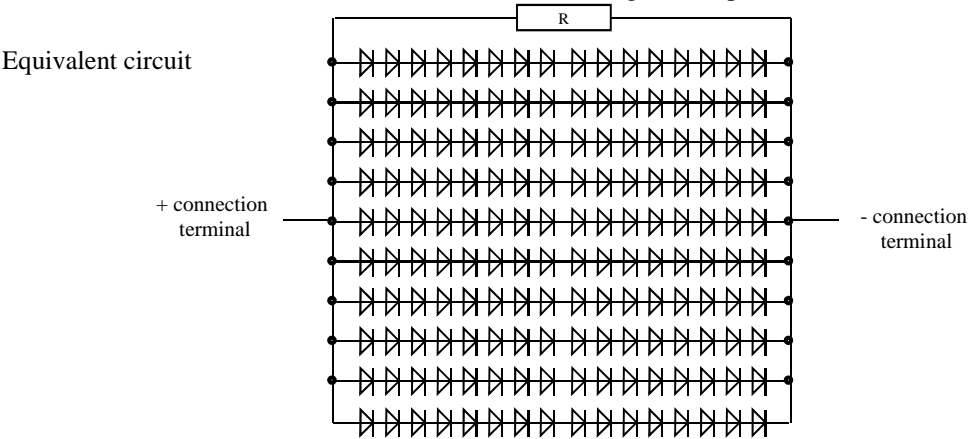 R
Equivalent circuit
+ connection
terminal
- connection
terminal